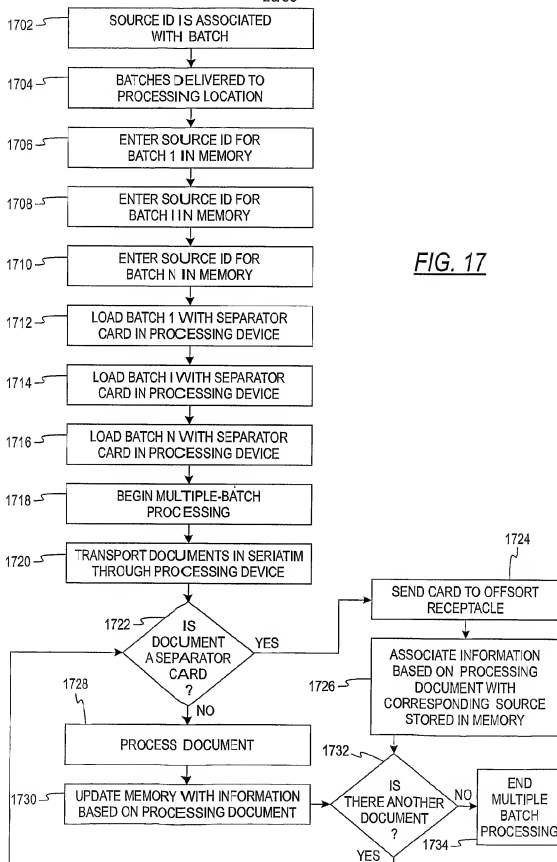 1702
SOURCE ID IS ASSOCIATED
WITH BATCH
1704
BATCHES DELIVERED TO
PROCESSING LOCATION
1706
ENTER SOURCE ID FOR
BATCH 1 IN MEMORY
1708
ENTER SOURCE ID FOR
BATCH I IN MEMORY
1710
ENTER SOURCE ID FOR
BATCH N IN MEMORY
FIG. 17
1712
LOAD BATCH 1 WITH SEPARATOR
CARD IN PROCESSING DEVICE
1714
LOAD BATCH I WITH SEPARATOR
CARD IN PROCESSING DEVICE
1716
LOAD BATCH N WITH SEPARATOR
CARD IN PROCESSING DEVICE
1718
BEGIN MULTIPLE-BATCH
PROCESSING
1720
TRANSPORT DOCUMENTS IN SERIATIM
THROUGH PROCESSING DEVICE
1722
IS
DOCUMENT
A SEPARATOR
CARD
?
YES
NO
1724
SEND CARD TO OFFSORT
RECEPTACLE
1726
ASSOCIATE INFORMATION
BASED ON PROCESSING
DOCUMENT WITH
CORRESPONDING SOURCE
STORED IN MEMORY
1728
PROCESS DOCUMENT
1730
UPDATE MEMORY WITH INFORMATION
BASED ON PROCESSING DOCUMENT
1732
IS
THERE ANOTHER
DOCUMENT
?
NO
YES
END
MULTIPLE
BATCH
PROCESSING
1734